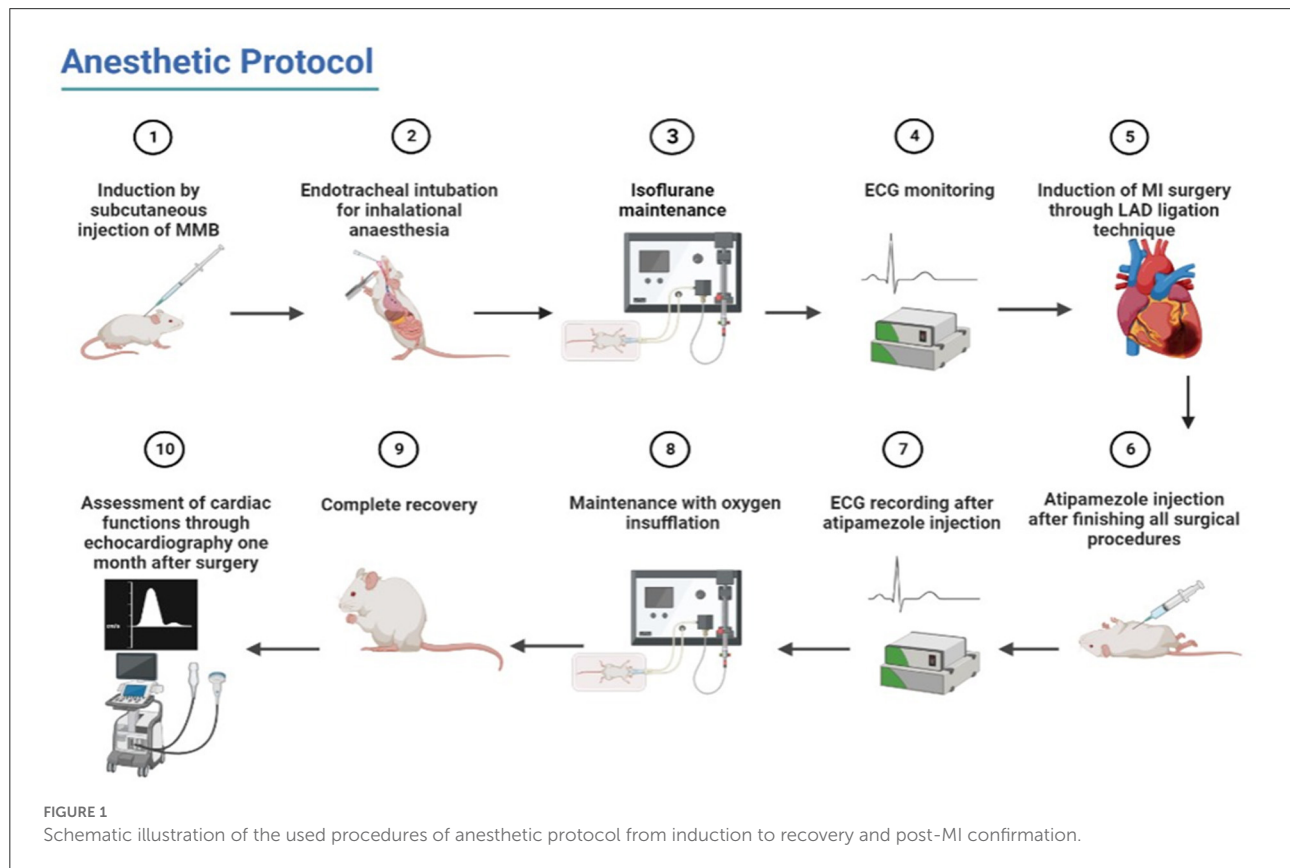 Anesthetic Protocol
1
Induction by
subcutaneous
injection of MMB
2
Endotracheal intubation
for inhalational
anaesthesia
3
Isoflurane
maintenance
4
ECG monitoring
5
Induction of MI surgery
through LAD ligation
technique
6
Atipamezole injection
after finishing all surgical
procedures
7
ECG recording after
atipamezole injection
8
Maintenance with oxygen
insufflation
9
Complete recovery
10
Assessment of cardiac
functions through
echocardiography one
month after surgery
cm/s
FIGURE 1
Schematic illustration of the used procedures of anesthetic protocol from induction to recovery and post-MI confirmation.